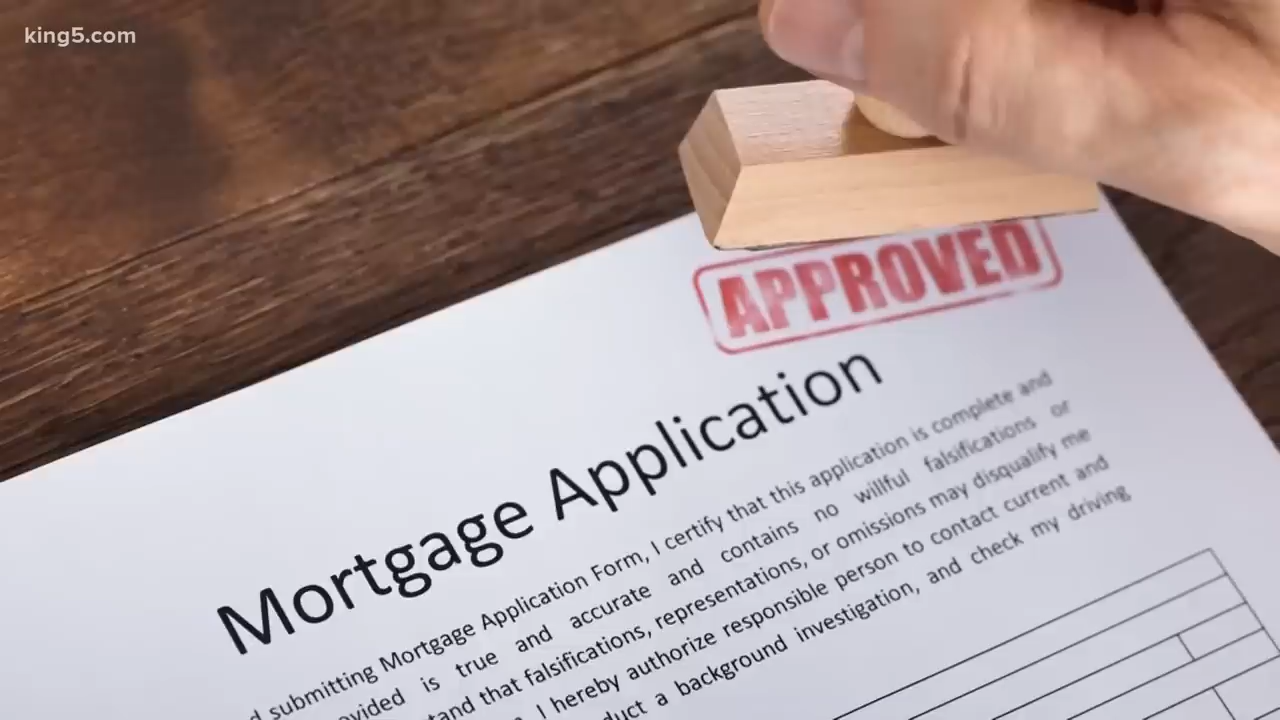 king5.com
APPROVED
Mortgage Application
submitting Mortgage Application Form, I certify that this application is complete and
is true and accurate and contains no willful falsifications or
that falsifications, representations, or omissions may disqualify me
I hereby authorize responsible person to contact current and
a background investigation, and check my driving